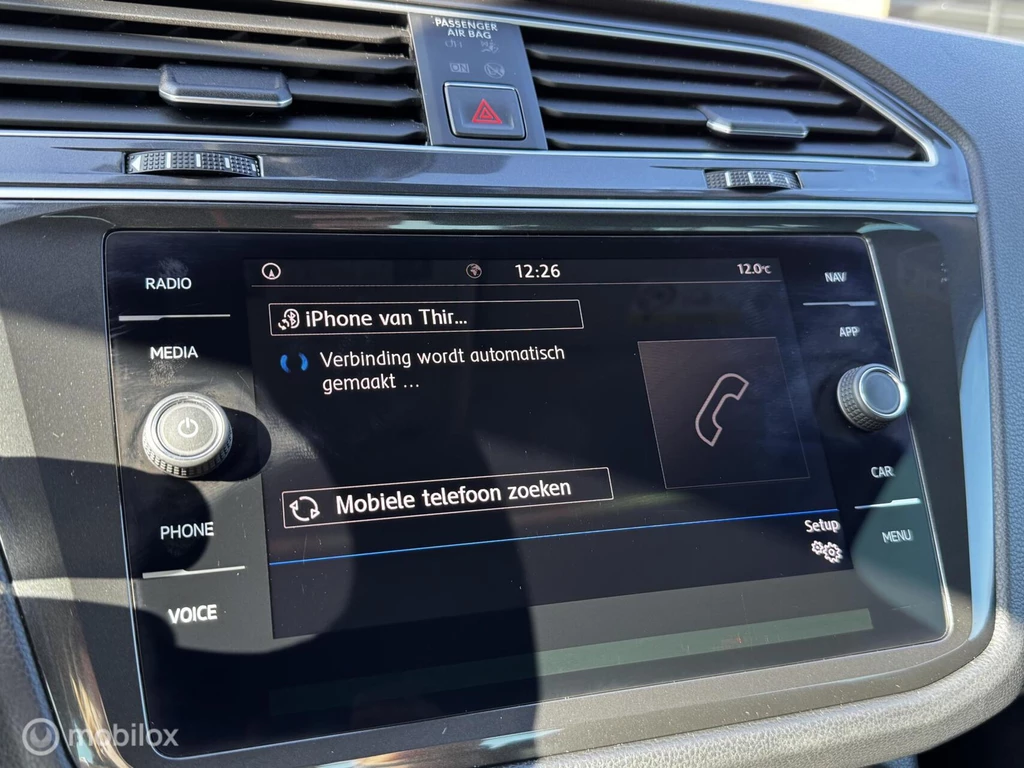 PASSENGER
AIR BAG
ON
RADIO
12:26
12.0°C
NAV
iPhone van Thir...
APP
MEDIA
Verbinding wordt automatisch
gemaakt ...
CAR
Mobiele telefoon zoeken
PHONE
Setup
MENU
VOICE
mobilox